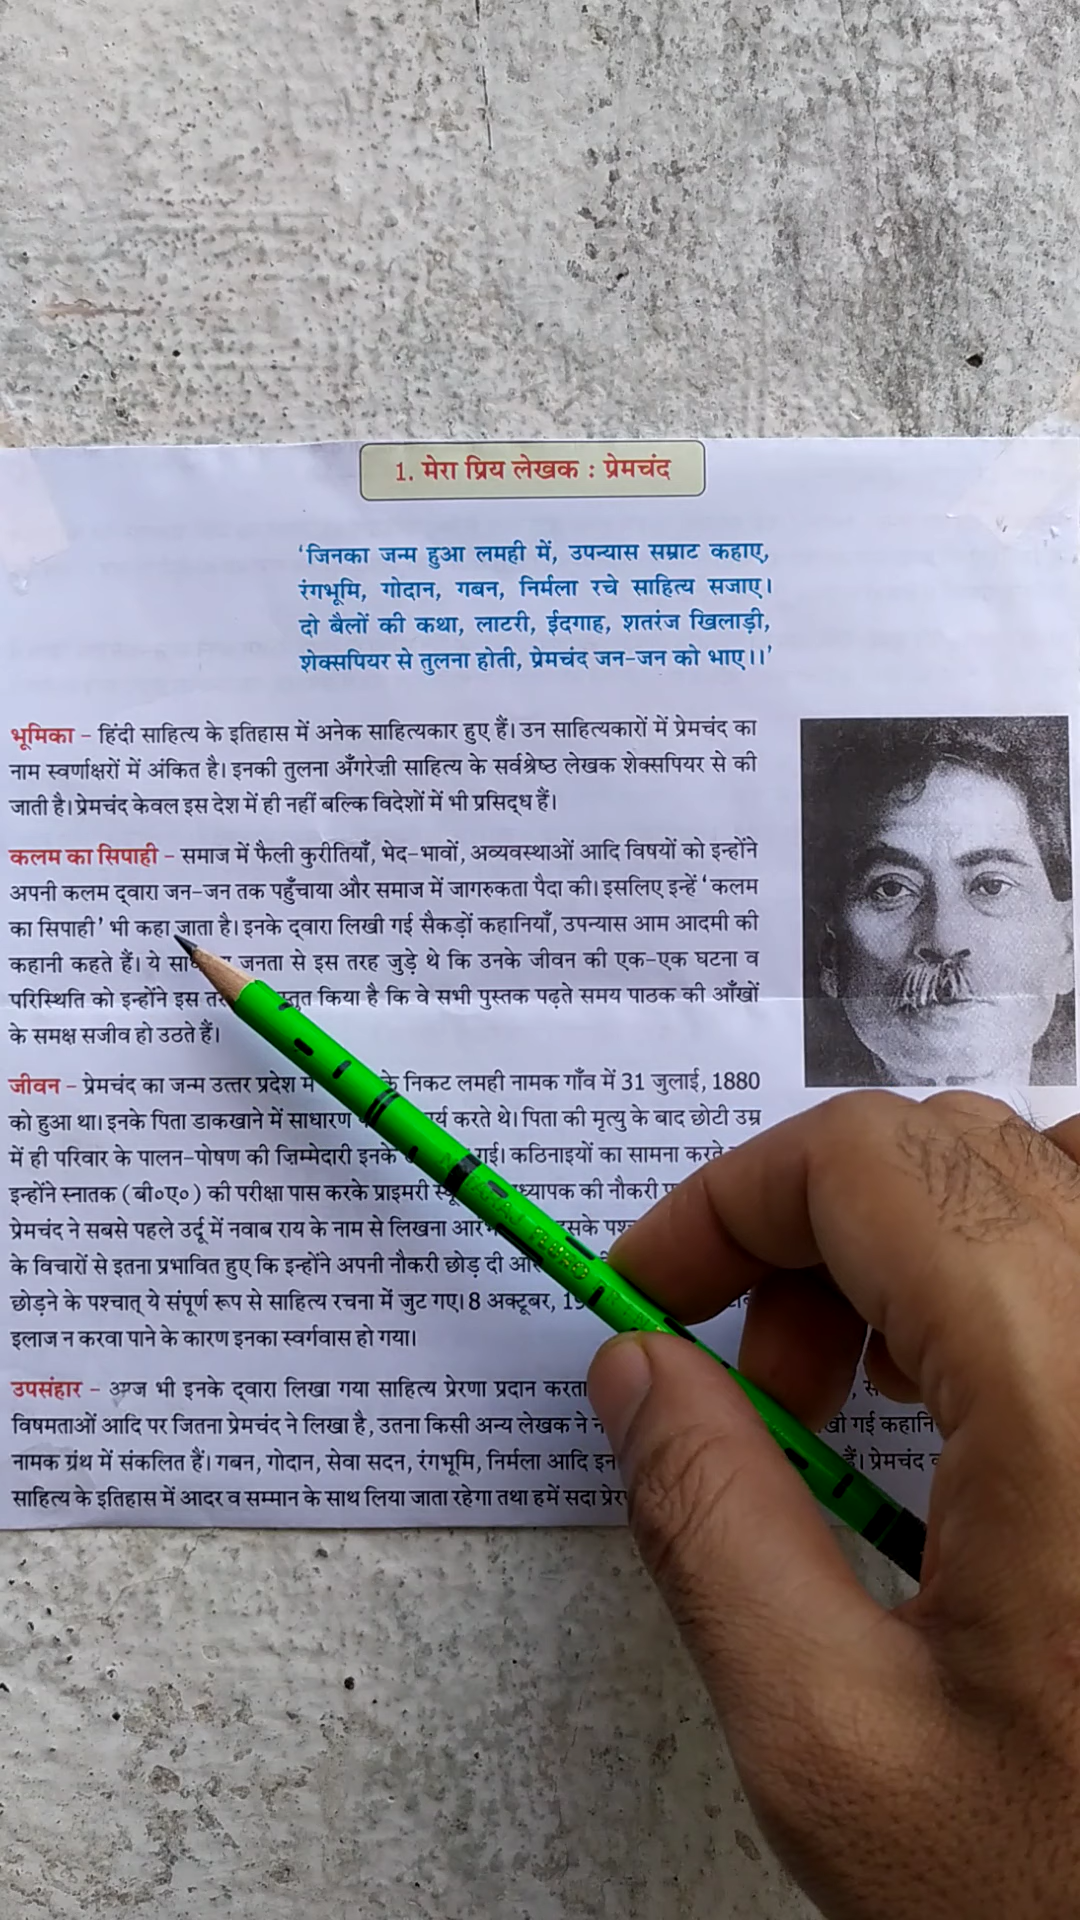 1. मेरा प्रिय लेखक : प्रेमचंद
'जिनका जन्म हुआ लमही में, उपन्यास सम्राट कहाए,
रंगभूमि, गोदान, गबन, निर्मला रचे साहित्य सजाए।
दो बैलों की कथा, लाटरी, ईदगाह, शतरंज खिलाड़ी,
शेक्सपियर से तुलना होती, प्रेमचंद जन-जन को भाए।।'
भूमिका – हिंदी साहित्य के इतिहास में अनेक साहित्यकार हुए हैं। उन साहित्यकारों में प्रेमचंद का
नाम स्वर्णाक्षरों में अंकित है। इनकी तुलना अँगरेज़ी साहित्य के सर्वश्रेष्ठ लेखक शेक्सपियर से की
जाती है। प्रेमचंद केवल इस देश में ही नहीं बल्कि विदेशों में भी प्रसिद्ध हैं।
कलम का सिपाही – समाज में फैली कुरीतियाँ, भेद-भावों, अव्यवस्थाओं आदि विषयों को इन्होंने
अपनी कलम द्वारा जन-जन तक पहुँचाया और समाज में जागरुकता पैदा की। इसलिए इन्हें 'कलम
का सिपाही' भी कहा जाता है। इनके द्वारा लिखी गई सैकड़ों कहानियाँ, उपन्यास आम आदमी की
कहानी कहते हैं। ये जनता से इस तरह जुड़े थे कि उनके जीवन की एक-एक घटना व
परिस्थिति को इन्होंने इस किया है कि वे सभी पुस्तक पढ़ते समय पाठक की आँखों
के समक्ष सजीव हो उठते हैं।
जीवन – प्रेमचंद का जन्म उत्तर प्रदेश के निकट लमही नामक गाँव में 31 जुलाई, 1880
को हुआ था। इनके पिता डाकखाने में साधारण करते थे। पिता की मृत्यु के बाद छोटी उम्र
में ही परिवार के पालन-पोषण की ज़िम्मेदारी इनके गई। कठिनाइयों का सामना करते
इन्होंने स्नातक (बी०ए०) की परीक्षा पास करके प्राइमरी की नौकरी
प्रेमचंद ने सबसे पहले उर्दू में नवाब राय के नाम से लिखना
के विचारों से इतना प्रभावित हुए कि इन्होंने अपनी नौकरी छोड़ दी
छोड़ने के पश्चात् ये संपूर्ण रूप से साहित्य रचना में जुट गए। 8 अक्टूबर,
इलाज न करवा पाने के कारण इनका स्वर्गवास हो गया।
उपसंहार – आज भी इनके द्वारा लिखा गया साहित्य प्रेरणा प्रदान
विषमताओं आदि पर जितना प्रेमचंद ने लिखा है, उतना किसी अन्य लेखक ने गई
नामक ग्रंथ में संकलित हैं। गबन, गोदान, सेवा सदन, रंगभूमि, निर्मला आदि हैं। प्रेमचंद
साहित्य के इतिहास में आदर व सम्मान के साथ लिया जाता रहेगा तथा हमें सदा